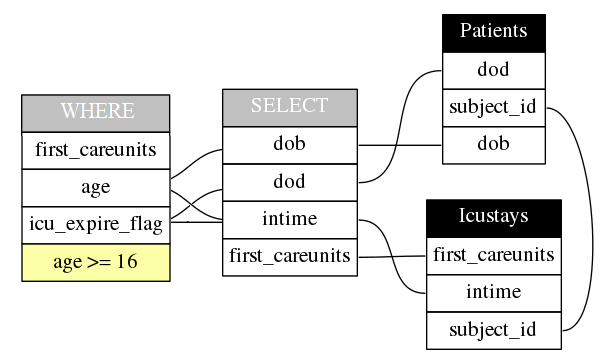 WHERE
first_careunits
age
icu_expire_flag
age >= 16
SELECT
dob
dod
intime
first_careunits
Patients
dod
subject_id
dob
Icustays
first_careunits
intime
subject_id